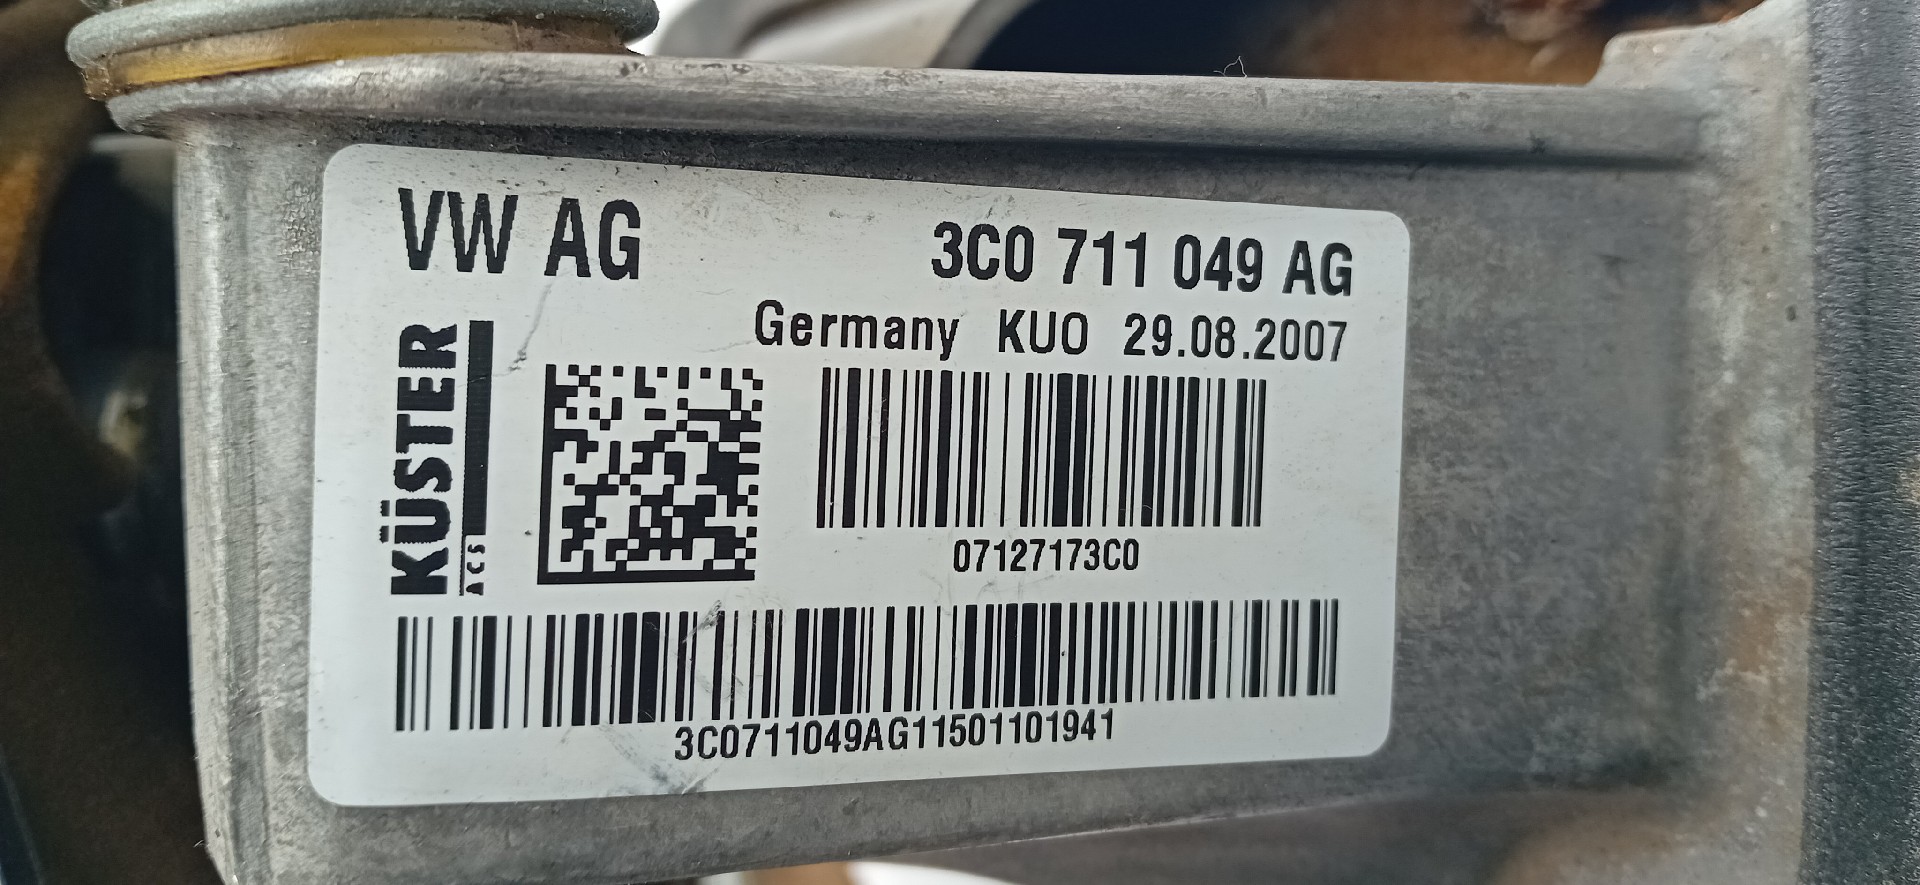 VW AG
3C0 711 049 AG
Germany KUO 29.08.2007
KÜSTER
ACS
07127173C0
3C0711049AG11501101941